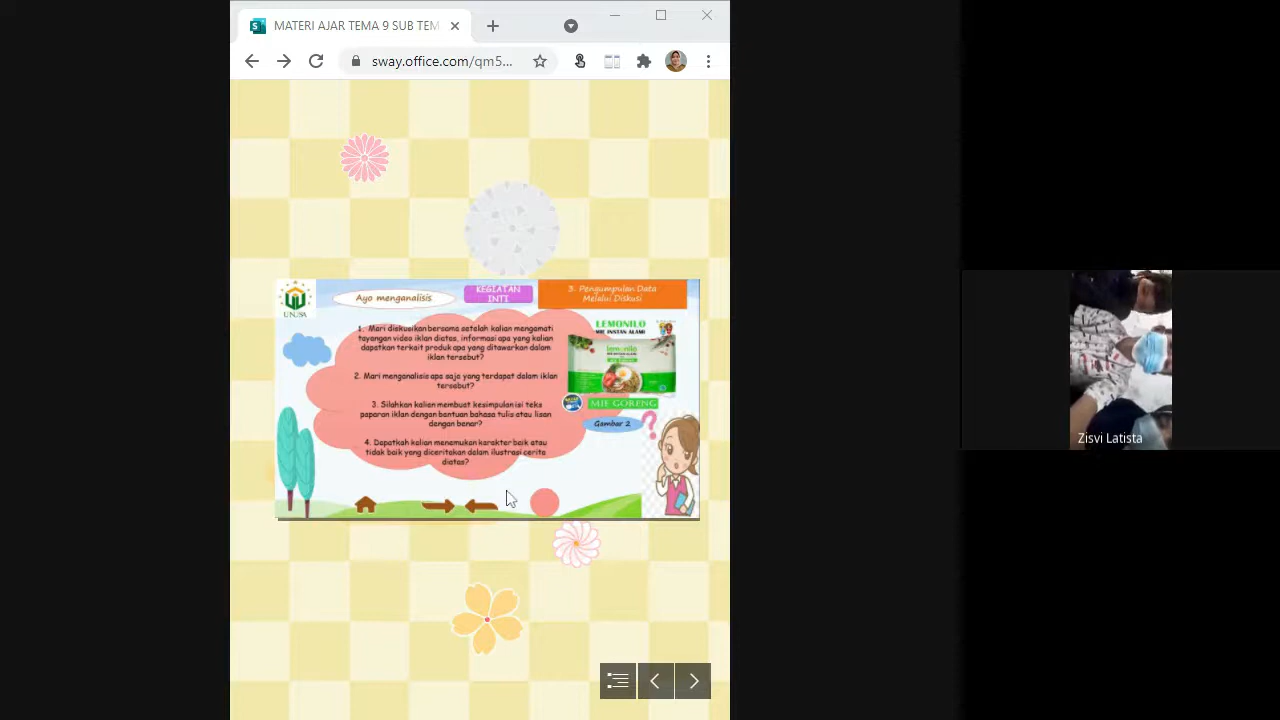 MATERI AJAR TEMA 9 SUB TEM
sway.office.com/qm5...
UNUSA
Ayo menganalisis
KEGIATAN
INTI
3. Pengumpulan Data
Melalui Diskusi
1. Mari diskusikan bersama setelah kalian mengamati
tayangan video iklan diatas, informasi apa yang kalian
dapatkan terkait produk apa yang ditawarkan dalam
iklan tersebut?
2. Mari menganalisis apa saja yang terdapat dalam iklan
tersebut?
3. Silahkan kalian membuat kesimpulan isi teks
paparan iklan dengan bantuan bahasa tulis atau lisan
dengan benar?
4. Dapatkah kalian menemukan karakter baik atau
tidak baik yang diceritakan dalam ilustrasi cerita
diatas?
LEMONILO
MIE INSTAN ALAMI
lemonilo
MIE GORENG
Gambar 2
?
Zisvi Latista